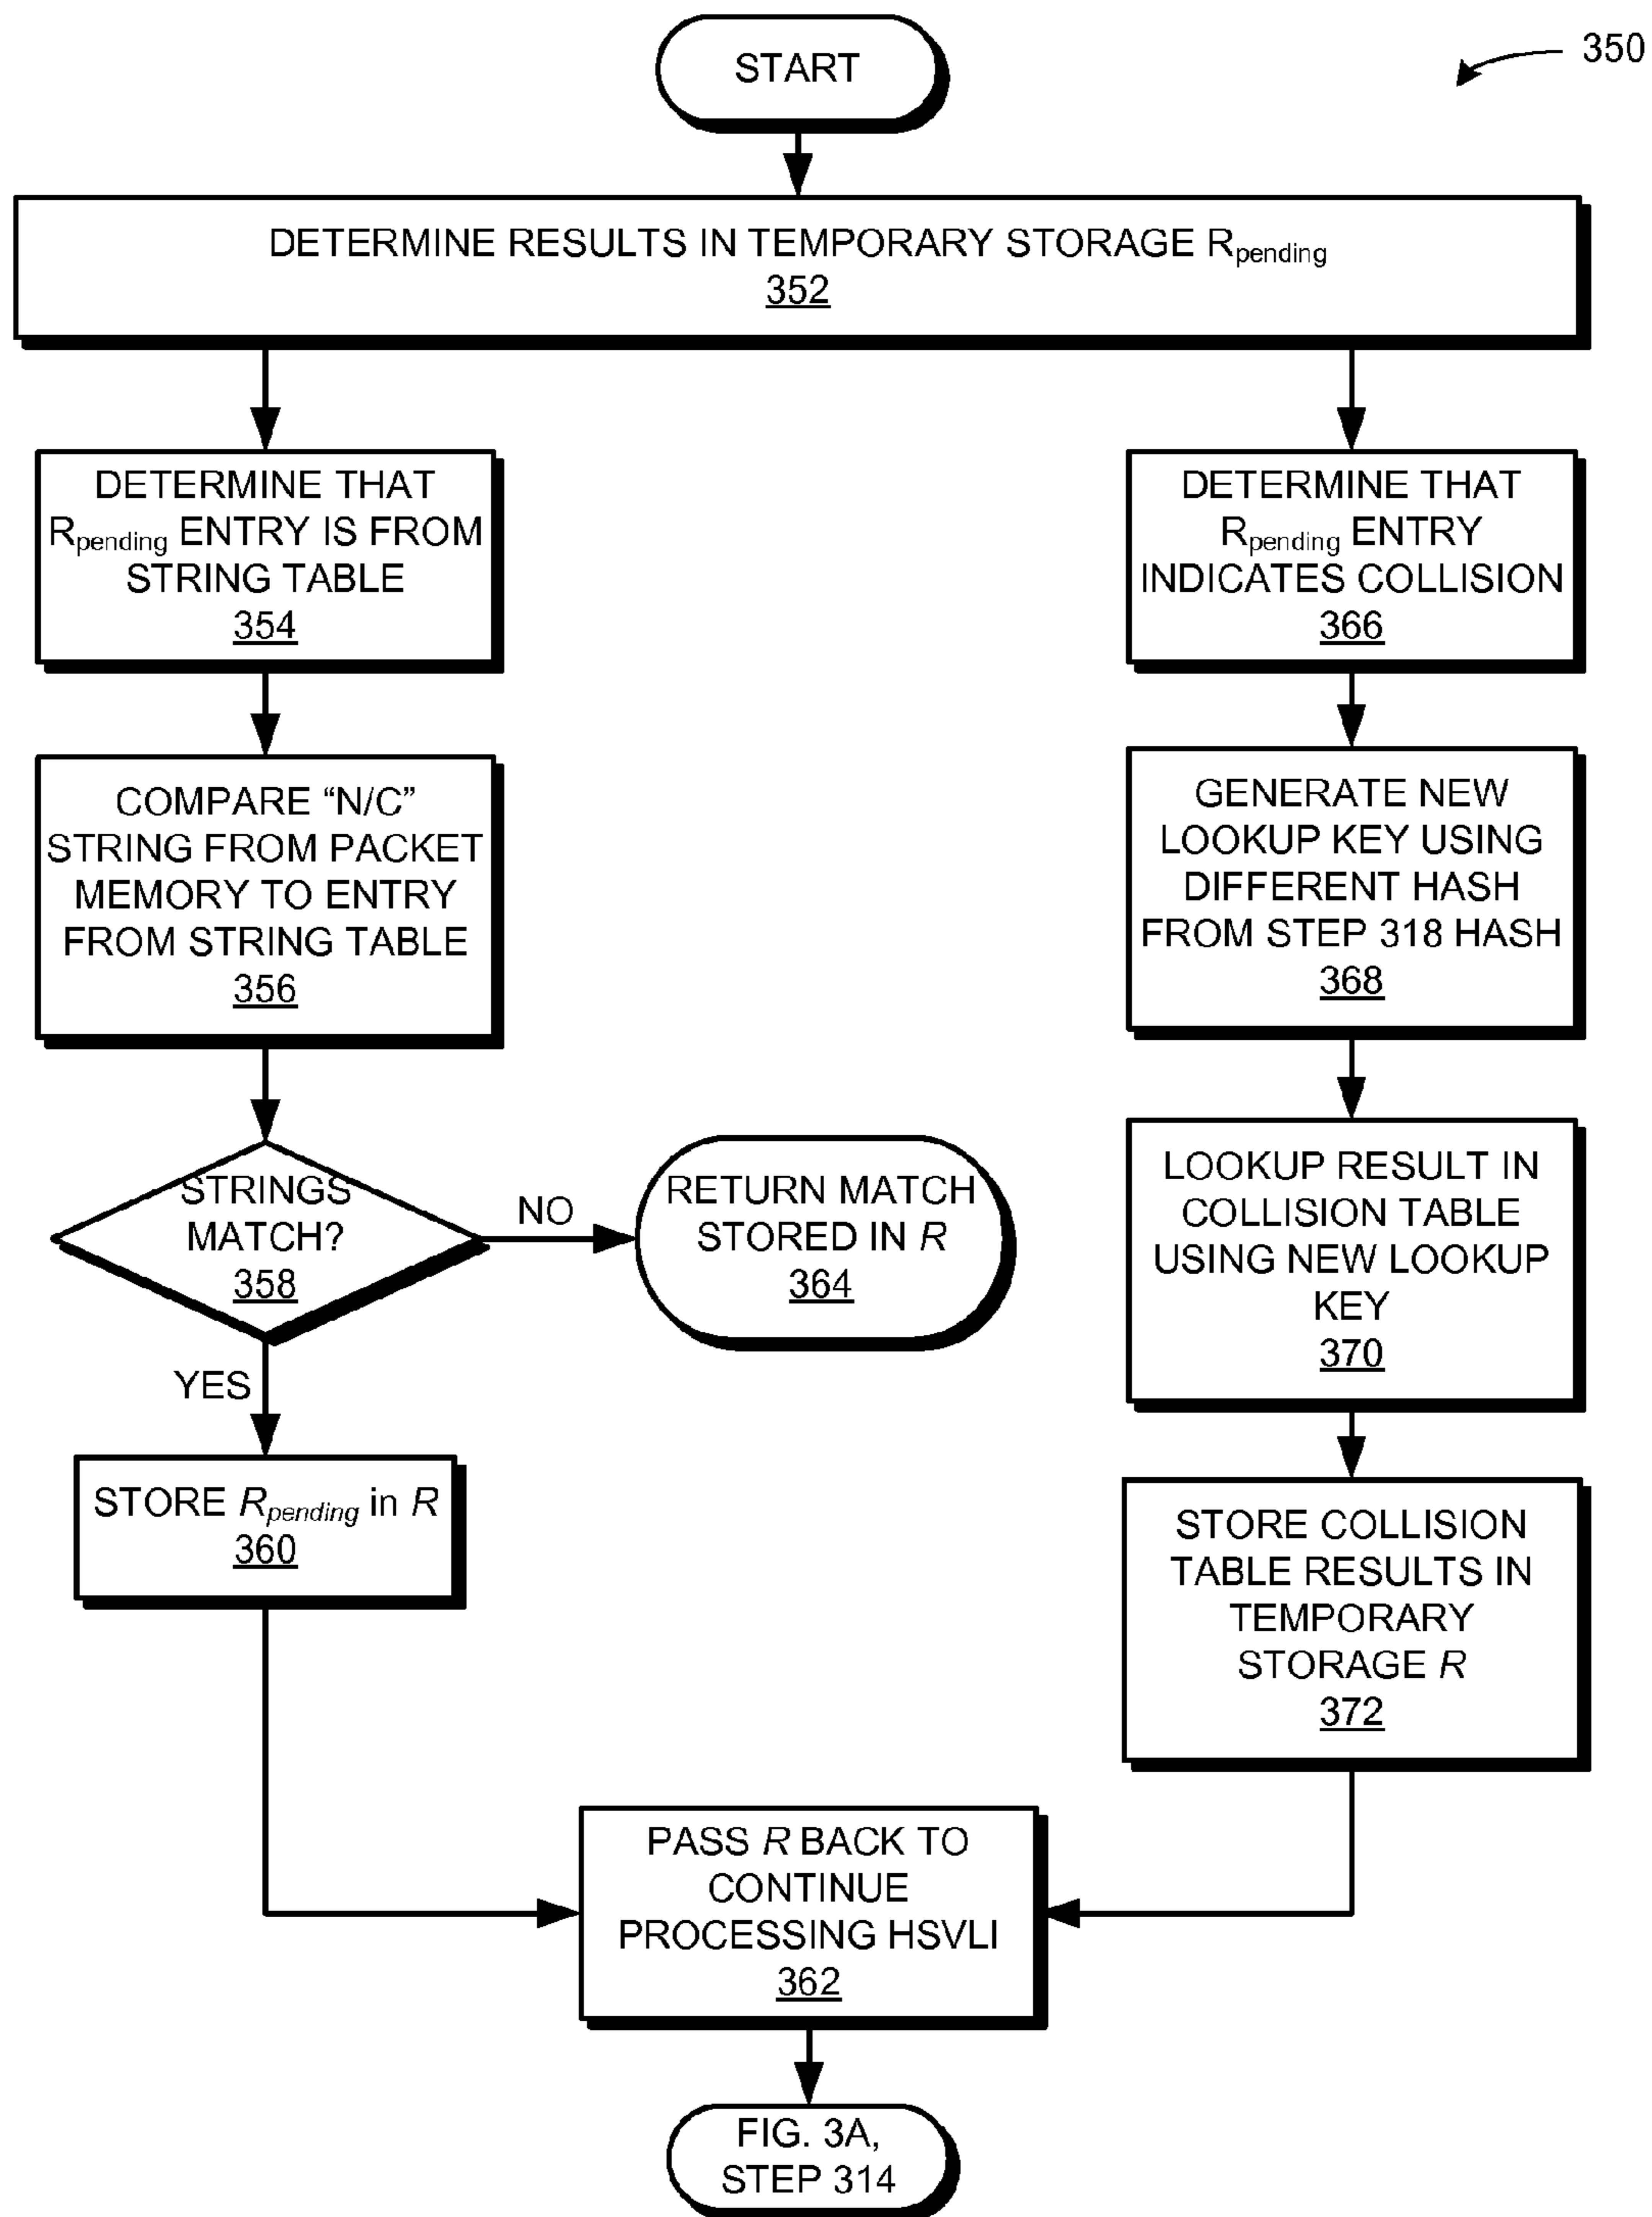 START
350
DETERMINE RESULTS IN TEMPORARY STORAGE Rpending
352
DETERMINE THAT
Rpending ENTRY IS FROM
STRING TABLE
354
COMPARE “N/C”
STRING FROM PACKET
MEMORY TO ENTRY
FROM STRING TABLE
356
STRINGS
MATCH?
358
NO
RETURN MATCH
STORED IN R
364
YES
STORE Rpending in R
360
DETERMINE THAT
Rpending ENTRY
INDICATES COLLISION
366
GENERATE NEW
LOOKUP KEY USING
DIFFERENT HASH
FROM STEP 318 HASH
368
LOOKUP RESULT IN
COLLISION TABLE
USING NEW LOOKUP
KEY
370
STORE COLLISION
TABLE RESULTS IN
TEMPORARY
STORAGE R
372
PASS R BACK TO
CONTINUE
PROCESSING HSVLI
362
FIG. 3A,
STEP 314